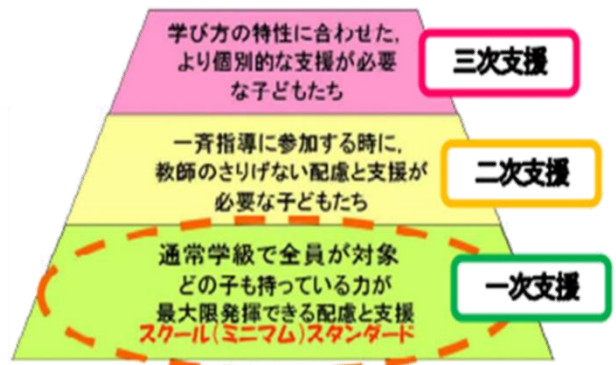 学び方の特性に合わせた,
より個別的な支援が必要
な子どもたち
三次支援
一斉指導に参加する時に,
教師のさりげない配慮と支援が
必要な子どもたち
二次支援
通常学級で全員が対象
どの子も持っている力が
最大限発揮できる配慮と支援
スクール(ミニマム)スタンダード
一次支援